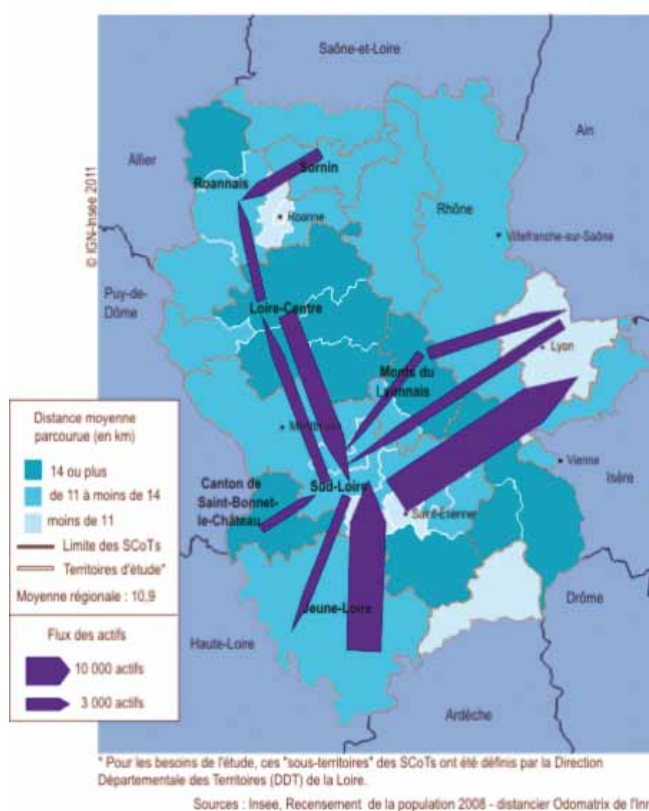 Saône-et-Loire
Ain
Allier
Sornin
Roannais
Roanne
Rhône
Villefranche-sur-Saône
© IGN-Insee 2011
Puy-de-
Dôme
Loire-Centre
Lyon
Monts du
Lyonnais
Montbrison
Distance moyenne
parcourue (en km)
14 ou plus
de 11 à moins de 14
moins de 11
Limite des SCoTs
Territoires d'étude*
Moyenne régionale : 10.9
Flux des actifs
10 000 actifs
3 000 actifs
Canton de
Saint-Bonnet-
le-Château
Sud-Loire
Saint-Etienne
Vienne
Isère
Jeune-Loire
Haute-Loire
Drôme
Ardèche
* Pour les besoins de l'étude, ces "sous-territoires" des SCoTs ont été définis par la Direction
Départementale des Territoires (DDT) de la Loire.
Sources : Insee, Recensement de la population 2008 - distancier Odomatrix de l'Inr